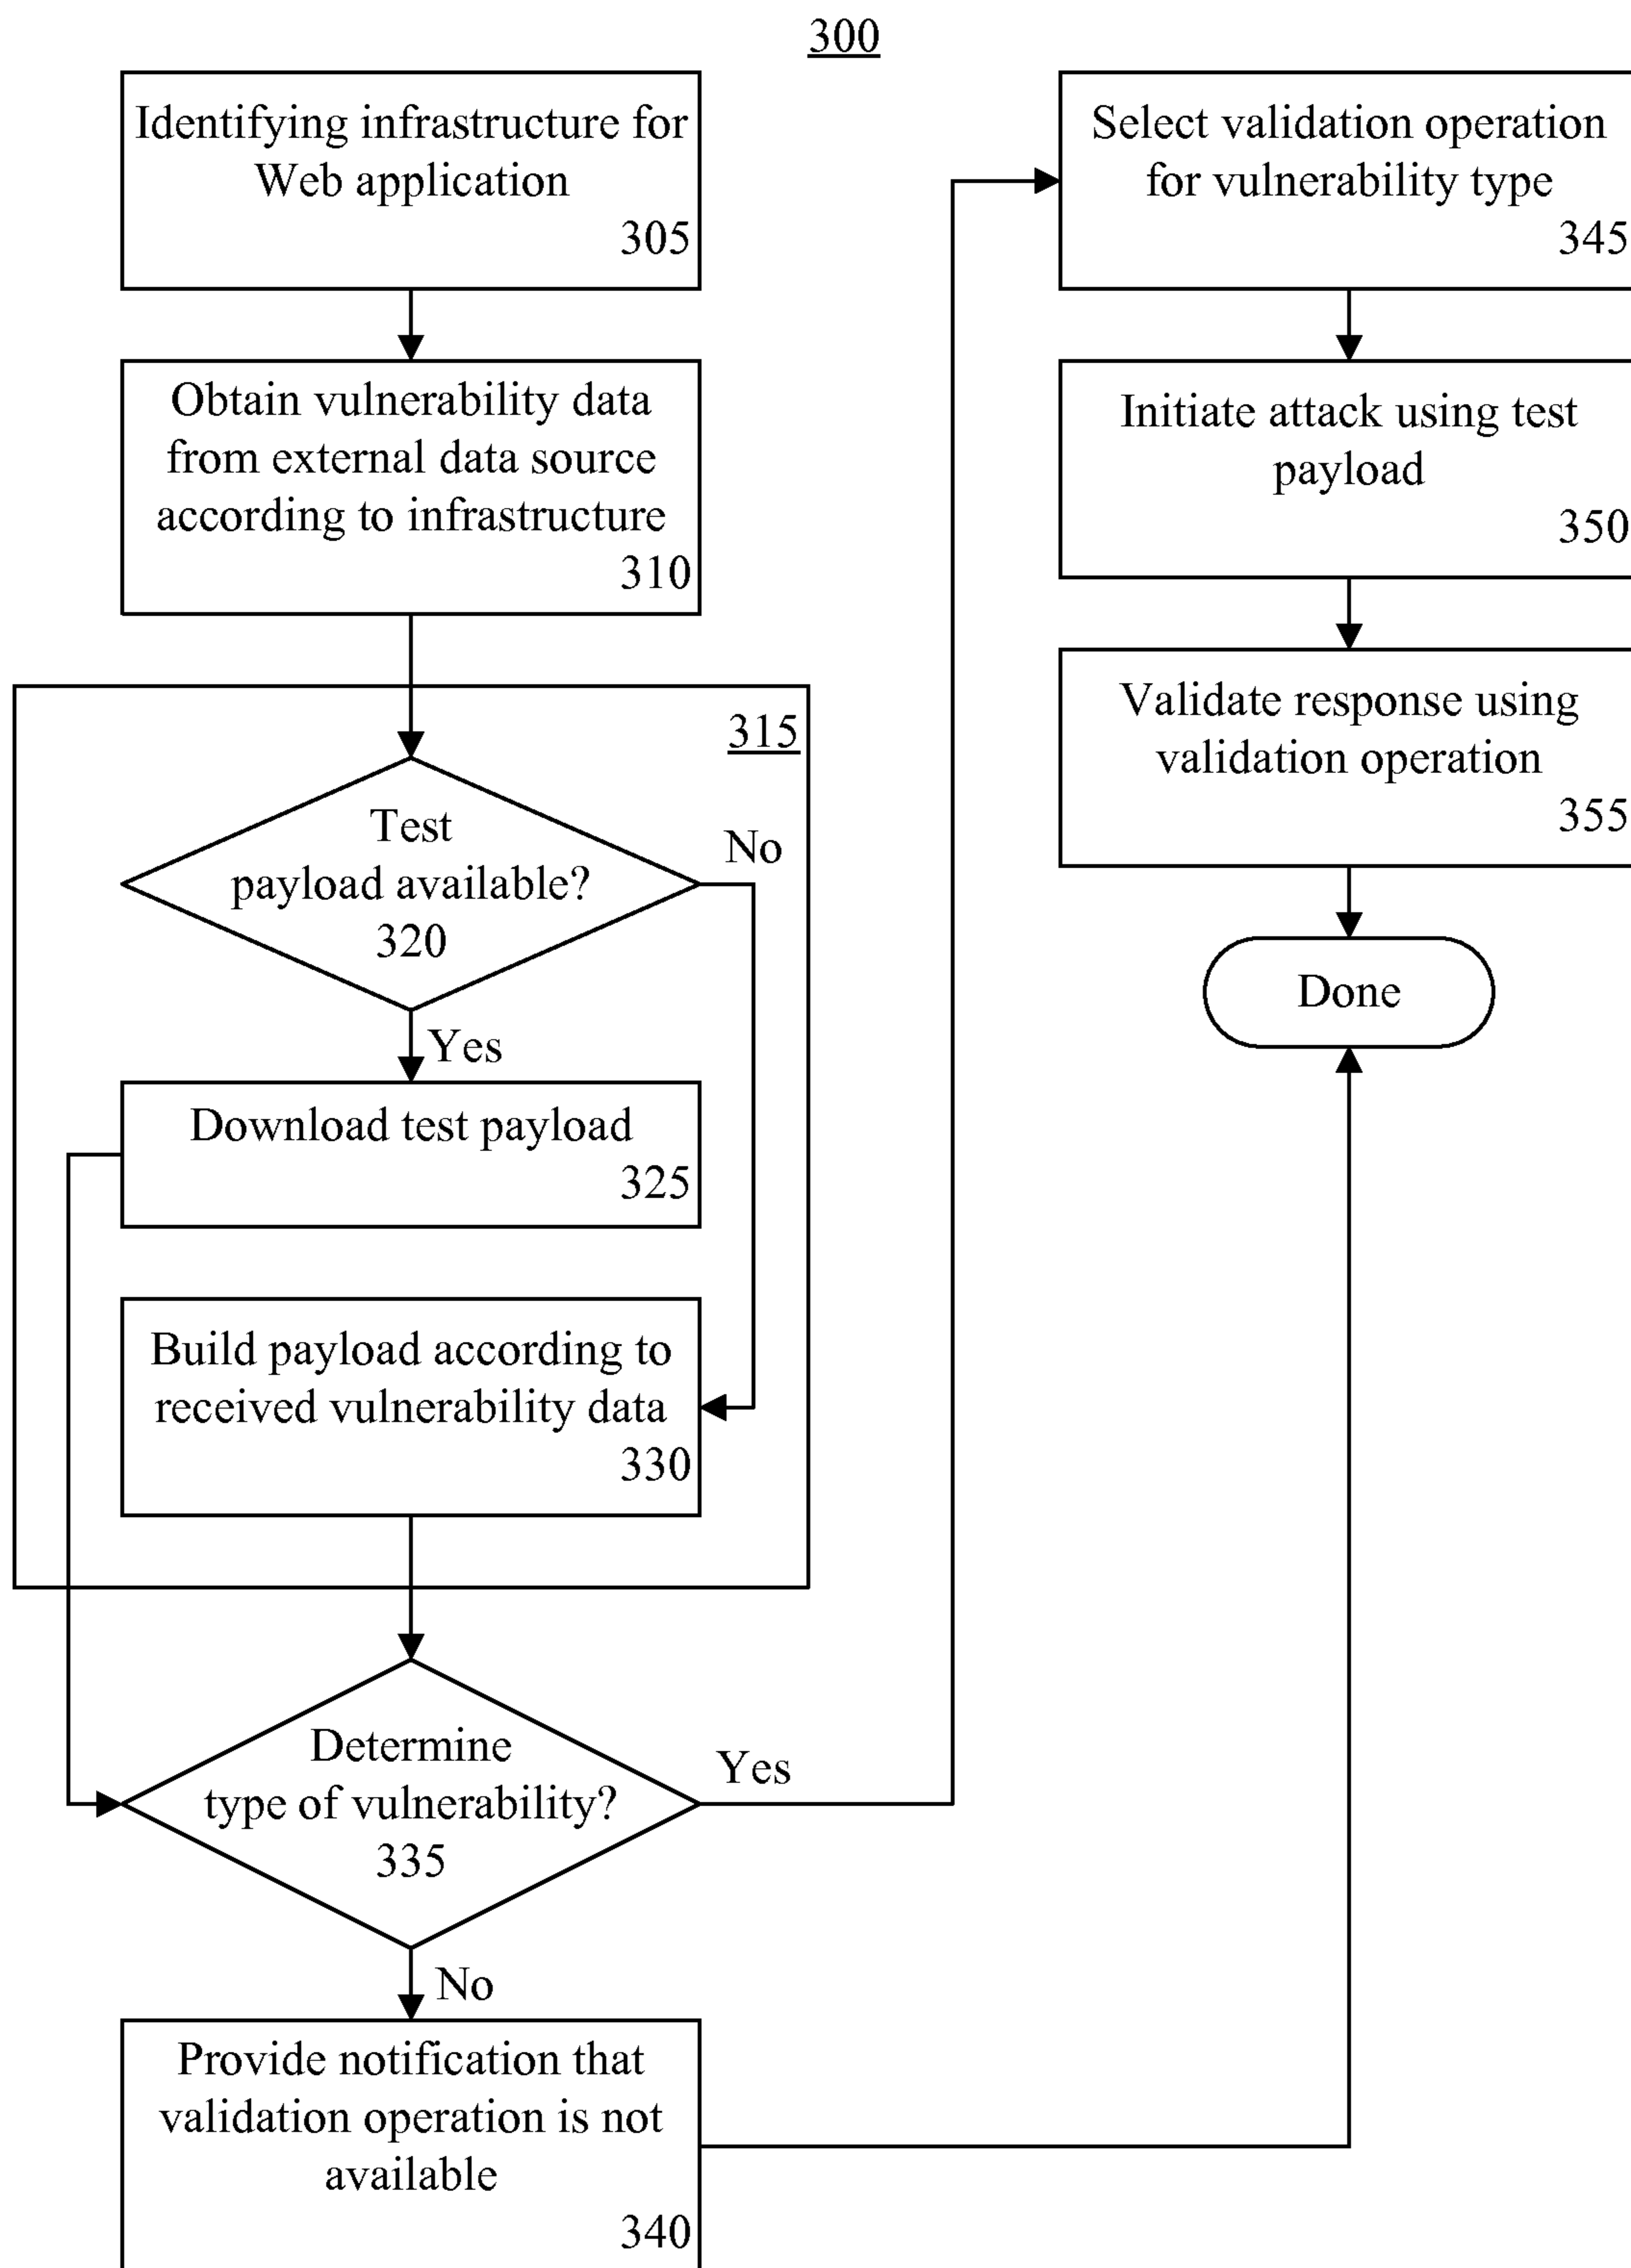 300
Identifying infrastructure for
Web application
305
Obtain vulnerability data
from external data source
according to infrastructure
310
315
Test
payload available?
320
No
Yes
Download test payload
325
Build payload according to
received vulnerability data
330
Determine
type of vulnerability?
335
Yes
No
Provide notification that
validation operation is not
available
340
Select validation operation
for vulnerability type
345
Initiate attack using test
payload
350
Validate response using
validation operation
355
Done